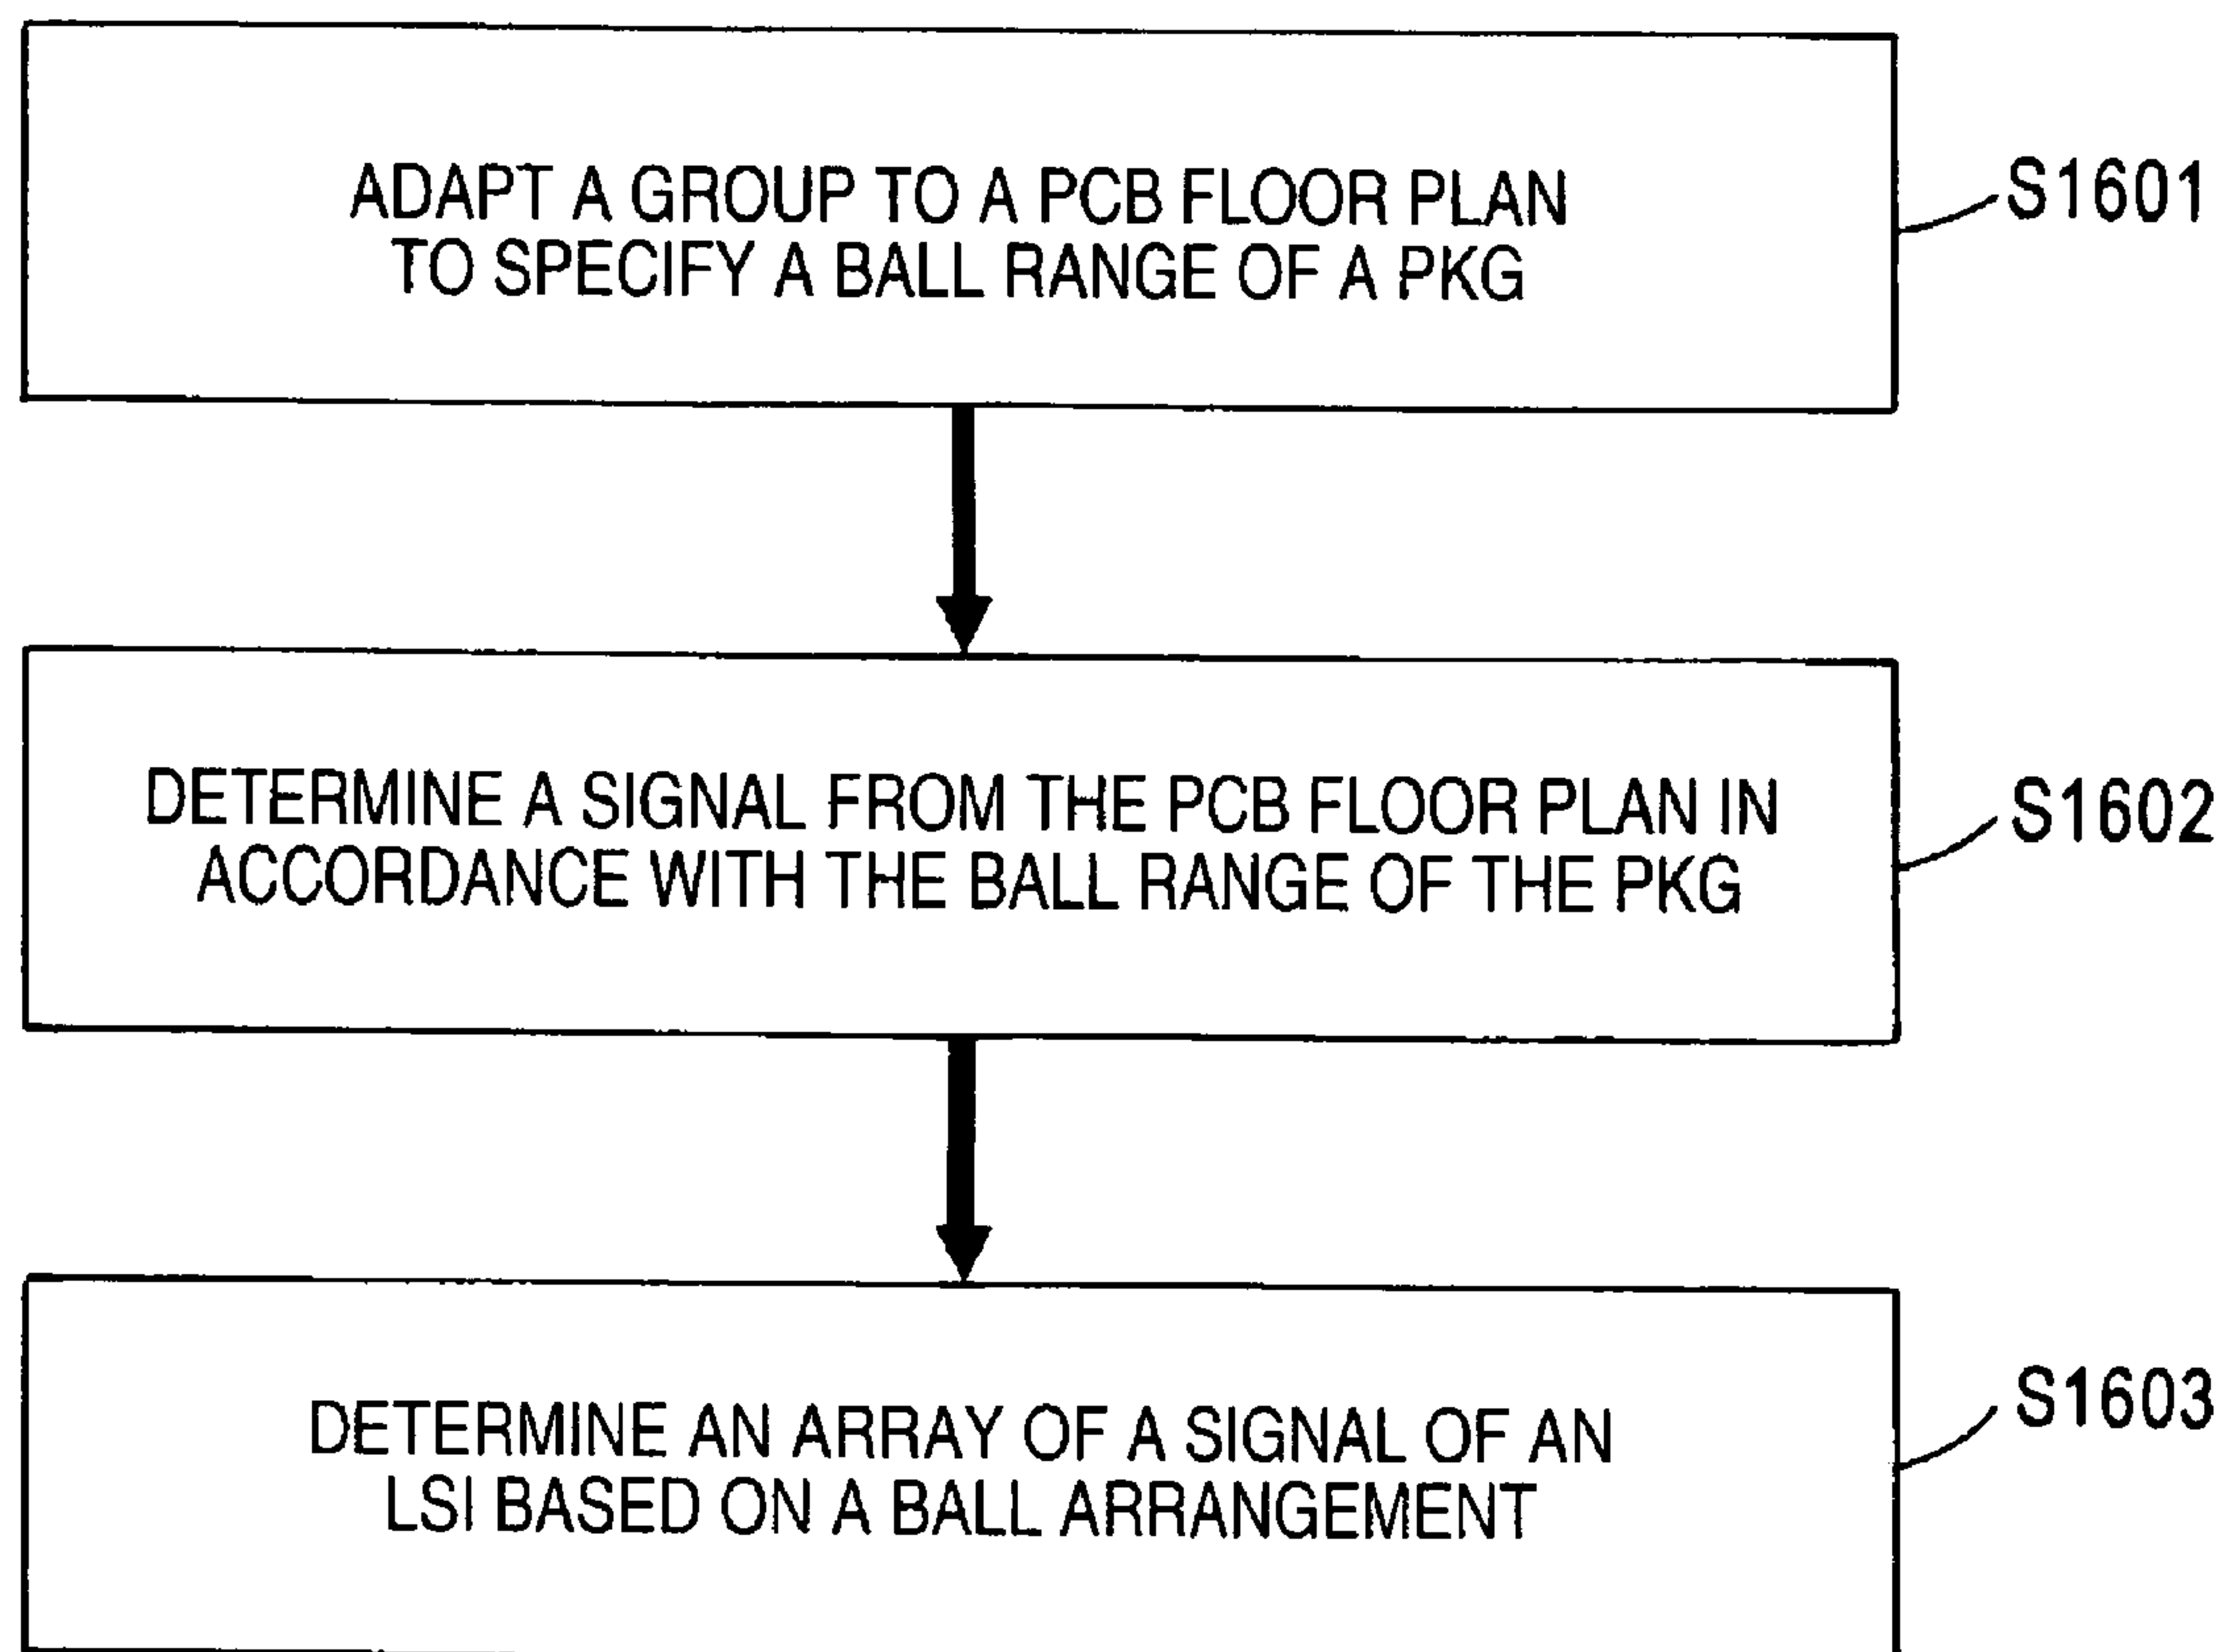 ADAPT A GROUP TO A PCB FLOOR PLAN
TO SPECIFY A BALL RANGE OF A PKG
S1601
DETERMINE A SIGNAL FROM THE PCB FLOOR PLAN IN
ACCORDANCE WITH THE BALL RANGE OF THE PKG
S1602
DETERMINE AN ARRAY OF A SIGNAL OF AN
LSI BASED ON A BALL ARRANGEMENT
S1603